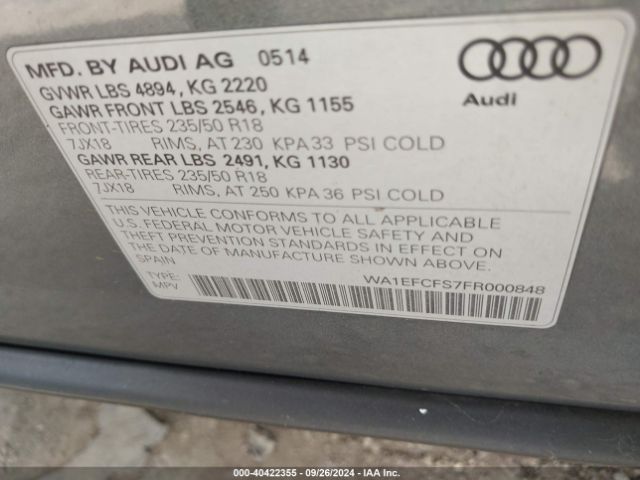 MFD. BY AUDI AG 0514
GVWR LBS 4894, KG 2220
GAWR FRONT LBS 2546, KG 1155
FRONT-TIRES 235/50 R18
7JX18 RIMS, AT 230 KPA 33 PSI COLD
GAWR REAR LBS 2491, KG 1130
REAR-TIRES 235/50 R18
7JX18 RIMS, AT 250 KPA 36 PSI COLD
Audi
THIS VEHICLE CONFORMS TO ALL APPLICABLE
U.S. FEDERAL MOTOR VEHICLE SAFETY AND
THEFT PREVENTION STANDARDS IN EFFECT ON
THE DATE OF MANUFACTURE SHOWN ABOVE.
SPAIN
TYPE:
MPV
WA1EFCFS7FR000848
000-40422355 | 09/26/2024 | IAA Inc.